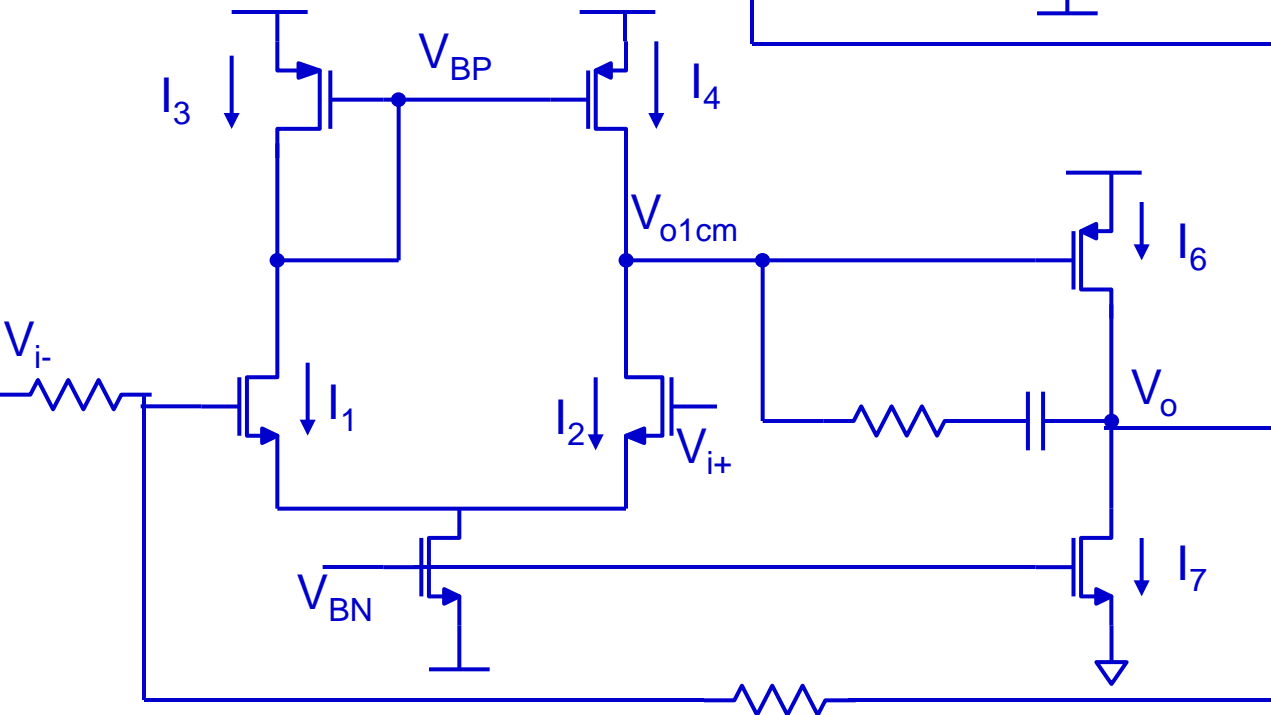 V_BP
I_3
I_4
V_o1cm
I_6
V_i-
I_1
I_2
V_o
V_i+
V_BN
I_7